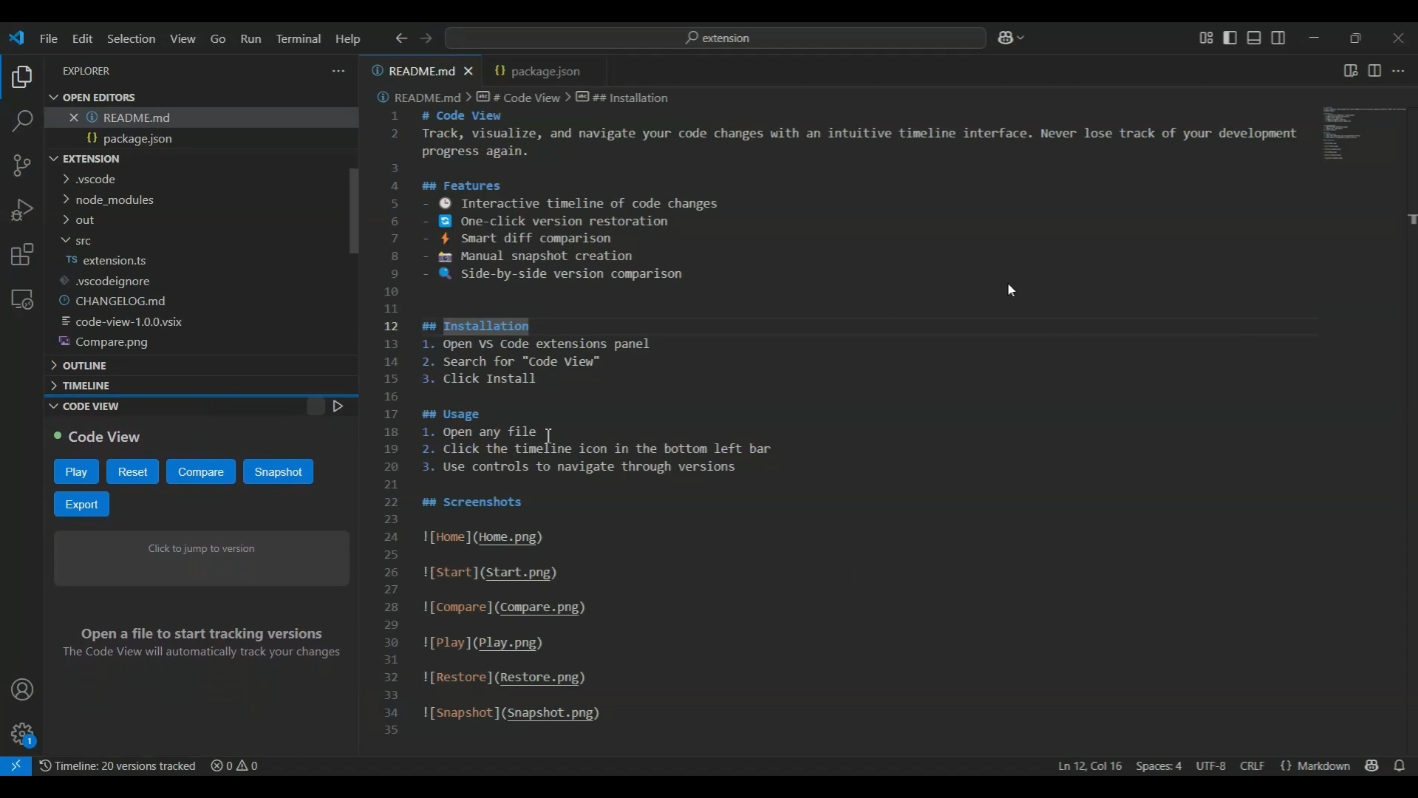 File Edit Selection View Go Run Terminal Help
extension
EXPLORER
OPEN EDITORS
README.md
package.json
EXTENSION
.vscode
node_modules
out
src
TS extension.ts
.vscodeignore
CHANGELOG.md
code-view-1.0.0.vsix
Compare.png
OUTLINE
TIMELINE
CODE VIEW
Code View
Play Reset Compare Snapshot
Export
Click to jump to version
Open a file to start tracking versions
The Code View will automatically track your changes
1
README.md {} package.json
README.md > abc # Code View > abc ## Installation
1 # Code View
2 Track, visualize, and navigate your code changes with an intuitive timeline interface. Never lose track of your development
progress again.
3
4 ## Features
5 - 🕒 Interactive timeline of code changes
6 - 🔄 One-click version restoration
7 - ⚡ Smart diff comparison
8 - 📸 Manual snapshot creation
9 - 🔍 Side-by-side version comparison
10
11
12 ## Installation
13 1. Open VS Code extensions panel
14 2. Search for "Code View"
15 3. Click Install
16
17 ## Usage
18 1. Open any file
19 2. Click the timeline icon in the bottom left bar
20 3. Use controls to navigate through versions
21
22 ## Screenshots
23
24 ![Home](Home.png)
25
26 ![Start](Start.png)
27
28 ![Compare](Compare.png)
29
30 ![Play](Play.png)
31
32 ![Restore](Restore.png)
33
34 ![Snapshot](Snapshot.png)
35
Timeline: 20 versions tracked 0 0 Ln 12, Col 16 Spaces: 4 UTF-8 CRLF {} Markdown